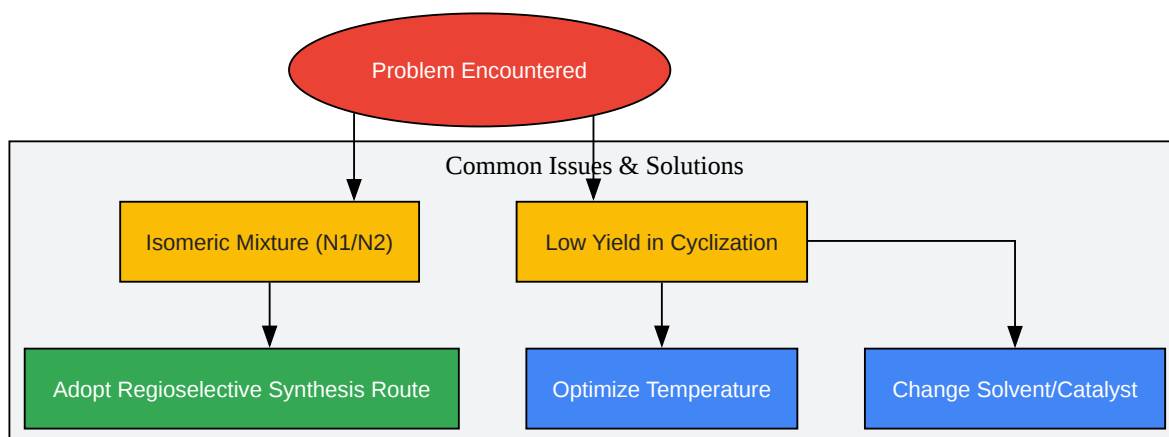 Problem Encountered
Common Issues & Solutions
Isomeric Mixture (N1/N2)
Low Yield in Cyclization
Adopt Regioselective Synthesis Route
Optimize Temperature
Change Solvent/Catalyst